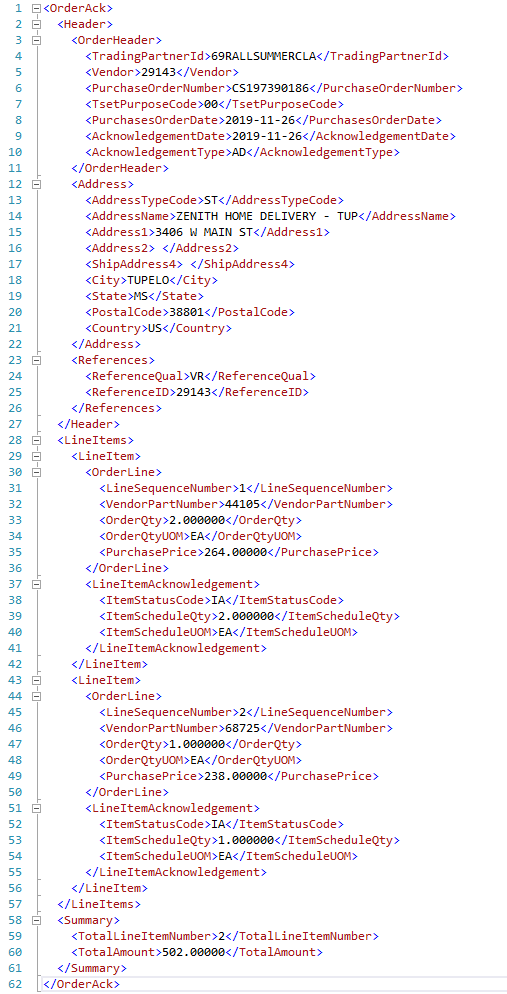 1 <OrderAck>
2 <Header>
3 <OrderHeader>
4 <TradingPartnerId>69RALLSUMMERCLA</TradingPartnerId>
5 <Vendor>29143</Vendor>
6 <PurchaseOrderNumber>CS197390186</PurchaseOrderNumber>
7 <TsetPurposeCode>00</TsetPurposeCode>
8 <PurchasesOrderDate>2019-11-26</PurchasesOrderDate>
9 <AcknowledgementDate>2019-11-26</AcknowledgementDate>
10 <AcknowledgementType>AD</AcknowledgementType>
11 </OrderHeader>
12 <Address>
13 <AddressTypeCode>ST</AddressTypeCode>
14 <AddressName>ZENITH HOME DELIVERY - TUP</AddressName>
15 <Address1>3406 W MAIN ST</Address1>
16 <Address2> </Address2>
17 <ShipAddress4> </ShipAddress4>
18 <City>TUPELO</City>
19 <State>MS</State>
20 <PostalCode>38801</PostalCode>
21 <Country>US</Country>
22 </Address>
23 <References>
24 <ReferenceQual>VR</ReferenceQual>
25 <ReferenceID>29143</ReferenceID>
26 </References>
27 </Header>
28 <LineItems>
29 <LineItem>
30 <OrderLine>
31 <LineSequenceNumber>1</LineSequenceNumber>
32 <VendorPartNumber>44105</VendorPartNumber>
33 <OrderQty>2.000000</OrderQty>
34 <OrderQtyUOM>EA</OrderQtyUOM>
35 <PurchasePrice>264.00000</PurchasePrice>
36 </OrderLine>
37 <LineItemAcknowledgement>
38 <ItemStatusCode>IA</ItemStatusCode>
39 <ItemScheduleQty>2.000000</ItemScheduleQty>
40 <ItemScheduleUOM>EA</ItemScheduleUOM>
41 </LineItemAcknowledgement>
42 </LineItem>
43 <LineItem>
44 <OrderLine>
45 <LineSequenceNumber>2</LineSequenceNumber>
46 <VendorPartNumber>68725</VendorPartNumber>
47 <OrderQty>1.000000</OrderQty>
48 <OrderQtyUOM>EA</OrderQtyUOM>
49 <PurchasePrice>238.00000</PurchasePrice>
50 </OrderLine>
51 <LineItemAcknowledgement>
52 <ItemStatusCode>IA</ItemStatusCode>
53 <ItemScheduleQty>1.000000</ItemScheduleQty>
54 <ItemScheduleUOM>EA</ItemScheduleUOM>
55 </LineItemAcknowledgement>
56 </LineItem>
57 </LineItems>
58 <Summary>
59 <TotalLineItemNumber>2</TotalLineItemNumber>
60 <TotalAmount>502.00000</TotalAmount>
61 </Summary>
62 </OrderAck>